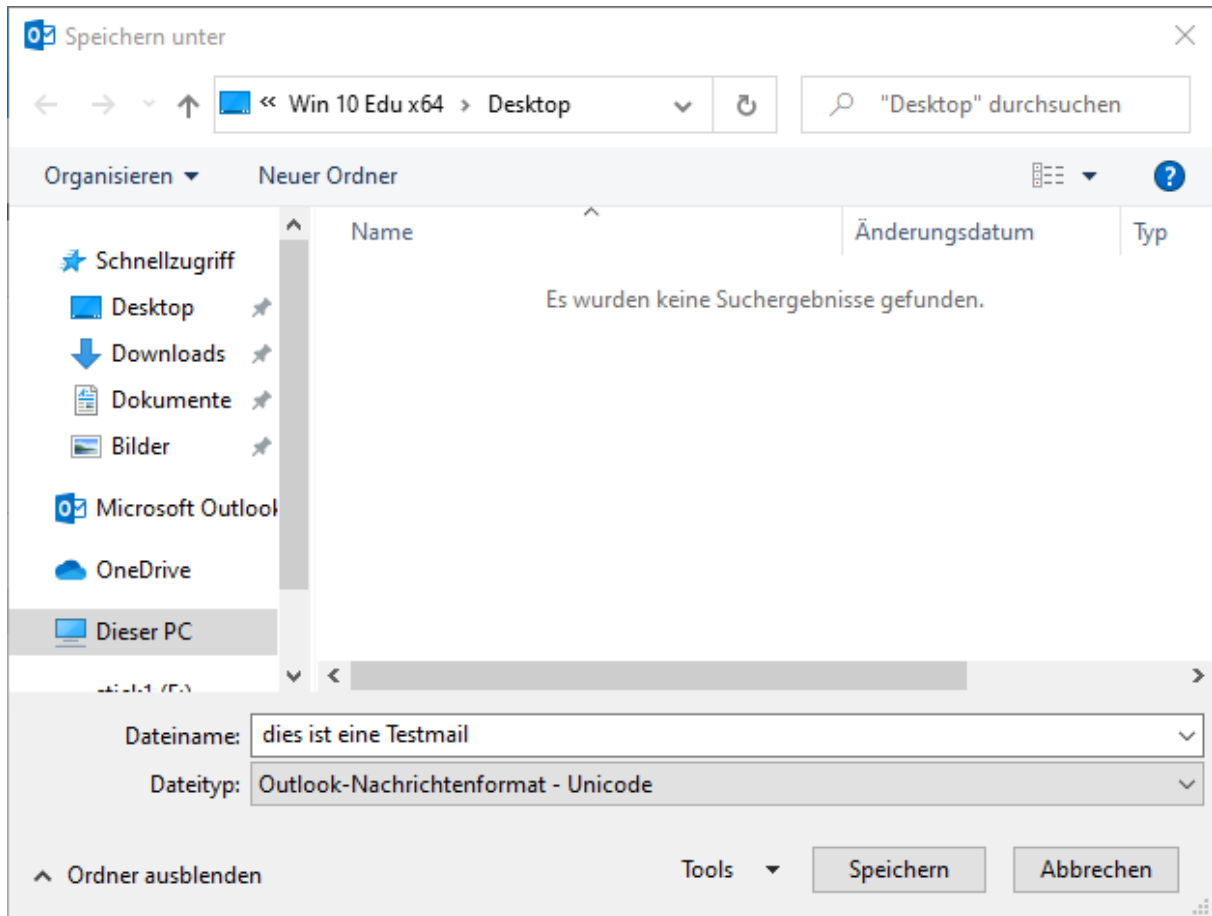 Speichern unter
« Win 10 Edu x64 › Desktop
"Desktop" durchsuchen
Organisieren
Neuer Ordner
Name
Änderungsdatum
Typ
Es wurden keine Suchergebnisse gefunden.
Schnellzugriff
Desktop
Downloads
Dokumente
Bilder
Microsoft Outlook
OneDrive
Dieser PC
Dateiname: dies ist eine Testmail
Dateityp: Outlook-Nachrichtenformat - Unicode
Ordner ausblenden
Tools
Speichern
Abbrechen